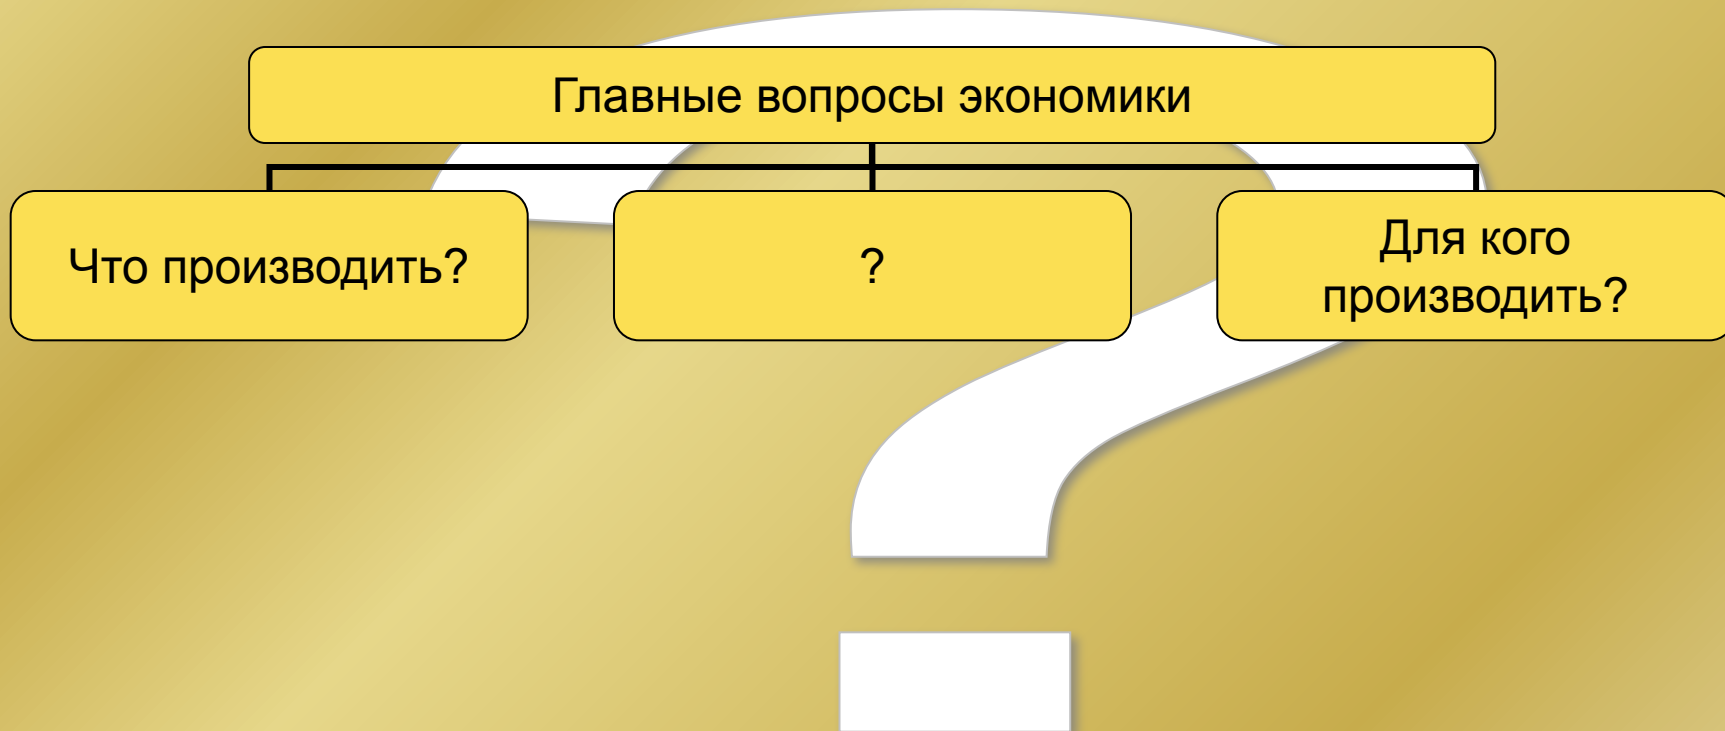 Главные вопросы экономики
Что производить?
?
Для кого
производить?
?